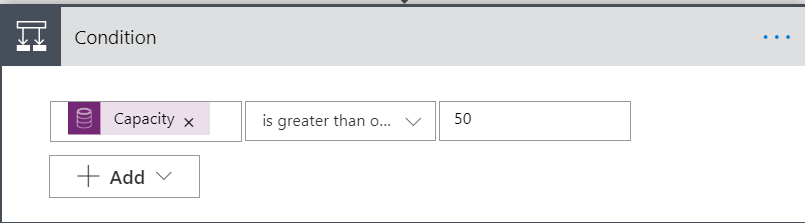 Condition
Capacity × is greater than o... 50
Add